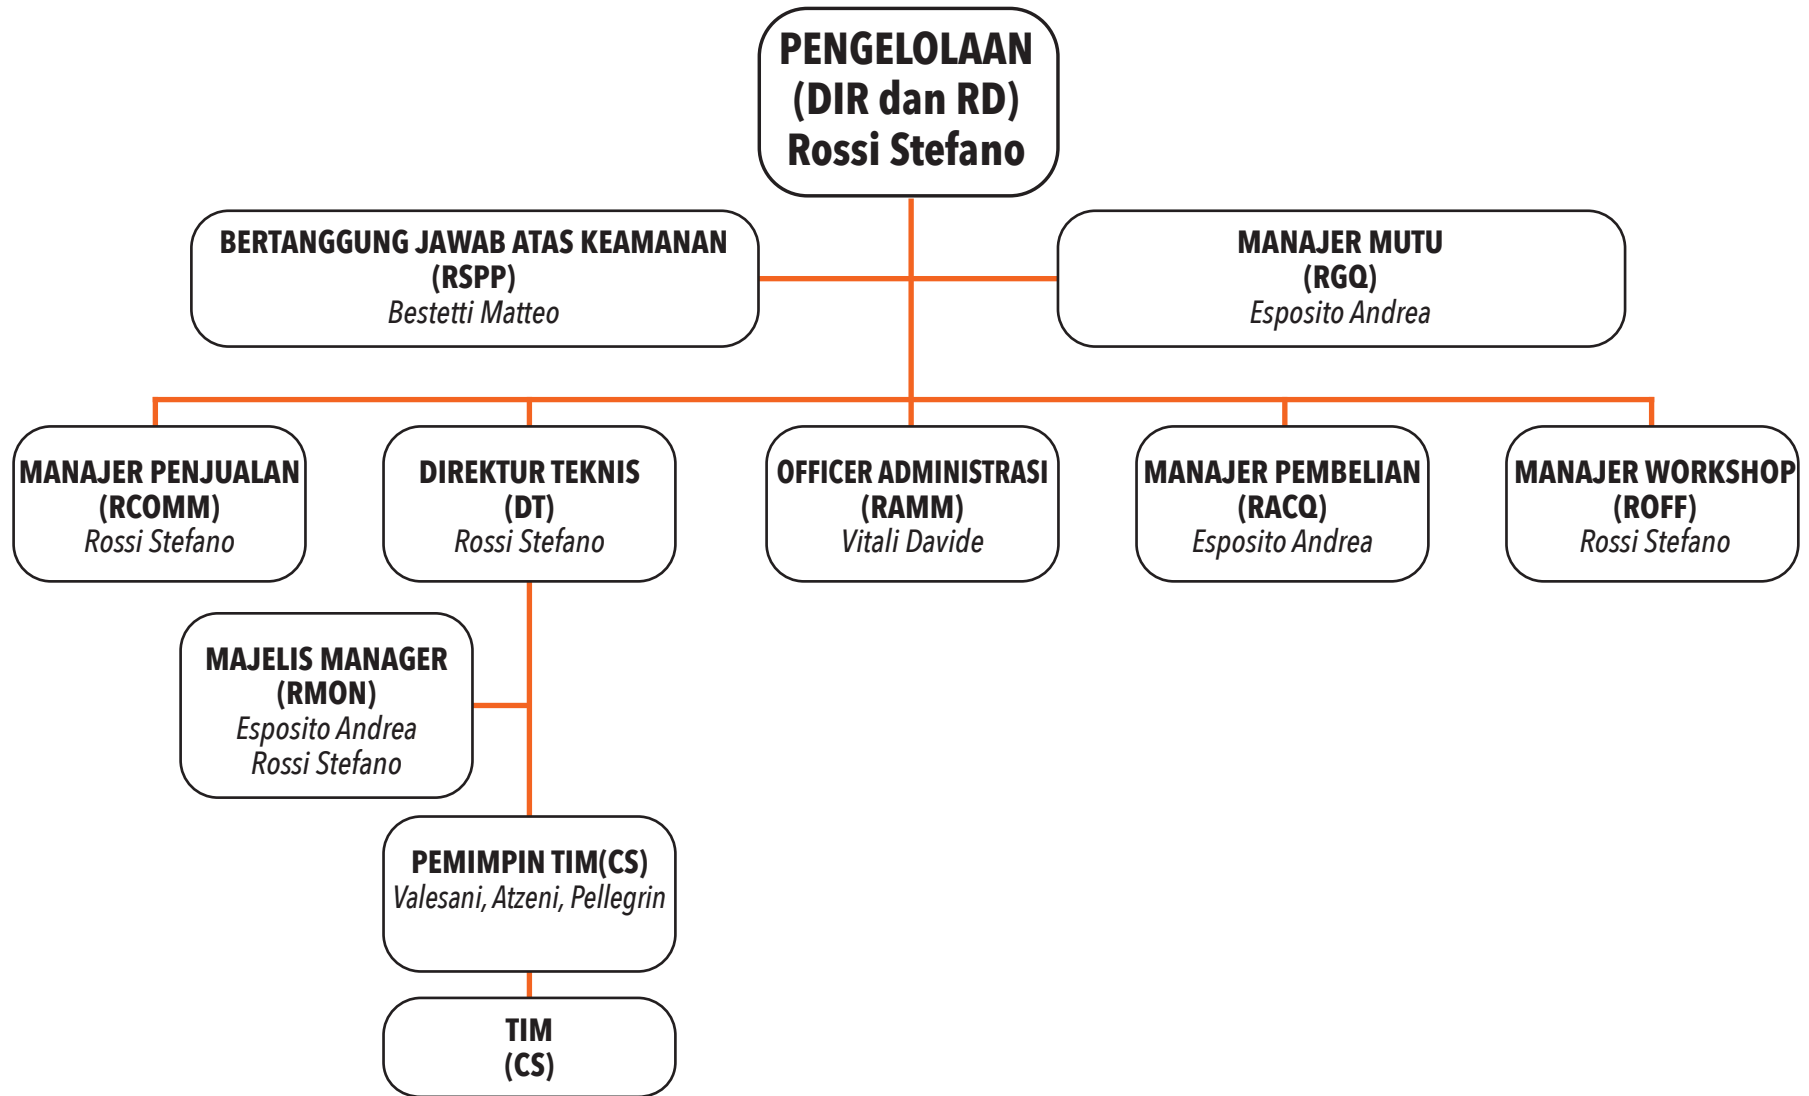 PENGELOLAAN
(DIR dan RD)
Rossi Stefano
BERTANGGUNG JAWAB ATAS KEAMANAN
(RSPP)
Bestetti Matteo
MANAJER MUTU
(RGQ)
Esposito Andrea
MANAJER PENJUALAN
(RCOMM)
Rossi Stefano
DIREKTUR TEKNIS
(DT)
Rossi Stefano
OFFICER ADMINISTRASI
(RAMM)
Vitali Davide
MANAJER PEMBELIAN
(RACQ)
Esposito Andrea
MANAJER WORKSHOP
(ROFF)
Rossi Stefano
MAJELIS MANAGER
(RMON)
Esposito Andrea
Rossi Stefano
PEMIMPIN TIM(CS)
Valesani, Atzeni, Pellegrin
TIM
(CS)